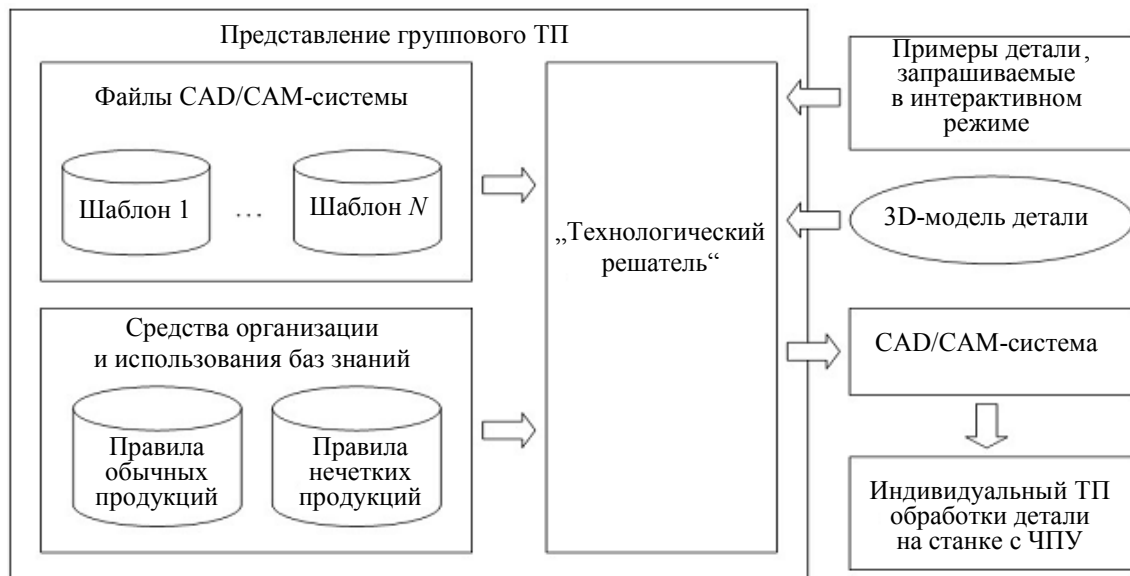 Представление группового ТП
Файлы CAD/CAM-системы
Шаблон 1
...
Шаблон N
Средства организации
и использования баз знаний
Правила
обычных
продукций
Правила
нечетких
продукций
„Технологический
решатель“
Примеры детали,
запрашиваемые
в интерактивном
режиме
3D-модель детали
CAD/CAM-система
Индивидуальный ТП
обработки детали
на станке с ЧПУ